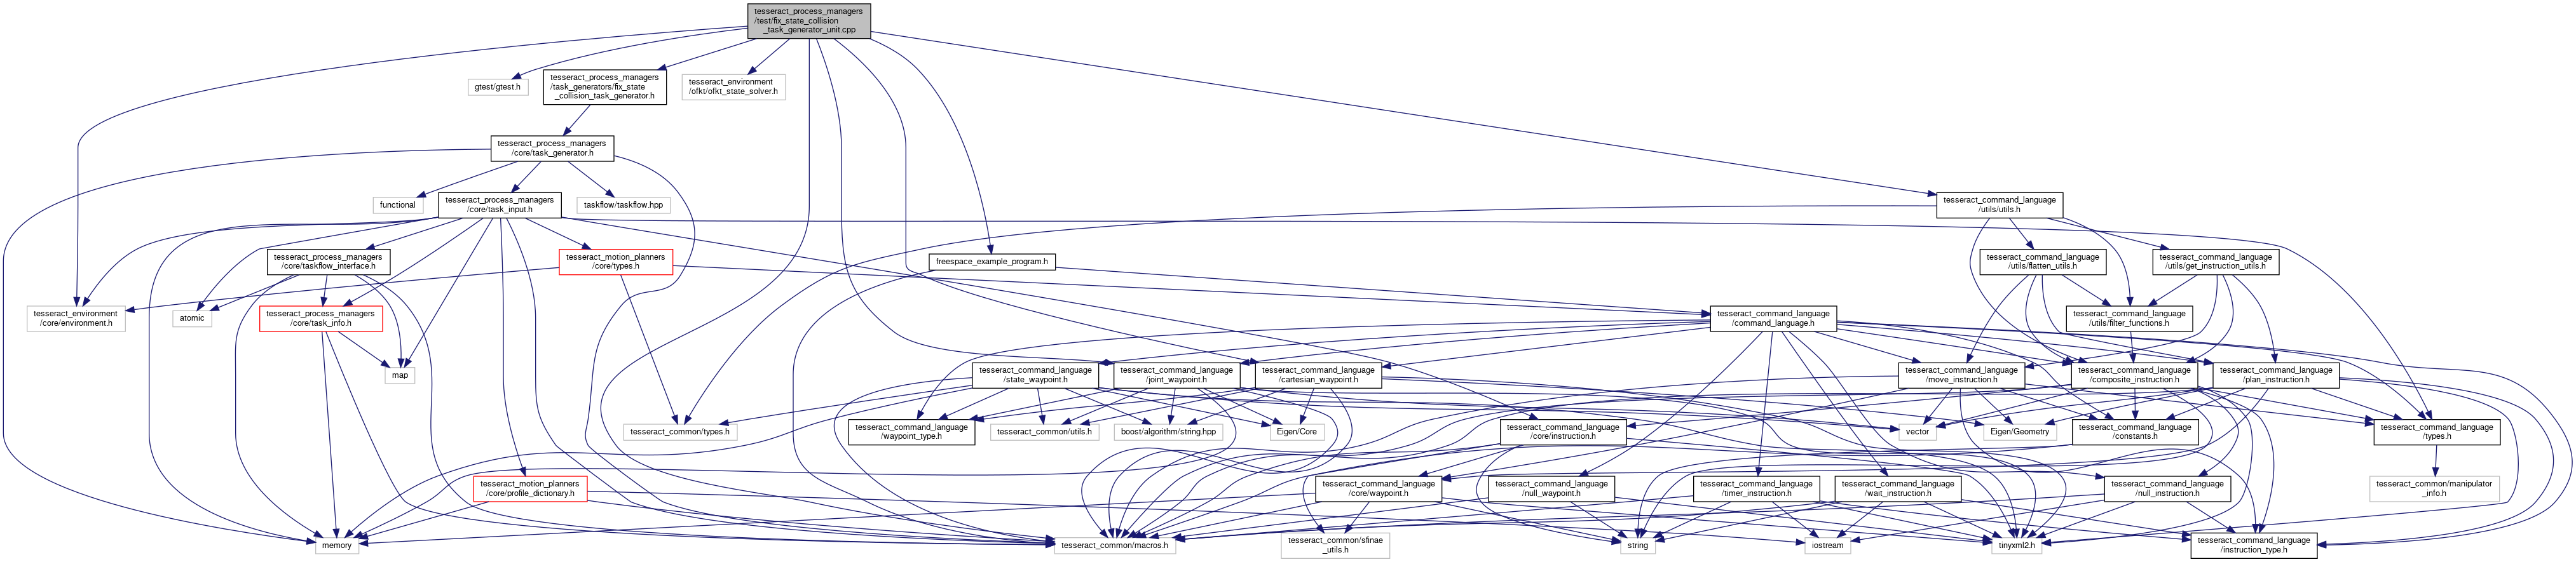 tesseract_process_managers
/test/fix_state_collision
_task_generator_unit.cpp
gtest/gtest.h
tesseract_process_managers
/task_generators/fix_state
_collision_task_generator.h
tesseract_environment
/ofkt/ofkt_state_solver.h
tesseract_process_managers
/core/task_generator.h
functional
tesseract_process_managers
/core/task_input.h
taskflow/taskflow.hpp
tesseract_command_language
/utils/utils.h
tesseract_process_managers
/core/taskflow_interface.h
tesseract_motion_planners
/core/types.h
freespace_example_program.h
tesseract_command_language
/utils/flatten_utils.h
tesseract_command_language
/utils/get_instruction_utils.h
tesseract_environment
/core/environment.h
atomic
tesseract_process_managers
/core/task_info.h
tesseract_command_language
/command_language.h
tesseract_command_language
/utils/filter_functions.h
map
tesseract_command_language
/state_waypoint.h
tesseract_command_language
/joint_waypoint.h
tesseract_command_language
/cartesian_waypoint.h
tesseract_command_language
/move_instruction.h
tesseract_command_language
/composite_instruction.h
tesseract_command_language
/plan_instruction.h
tesseract_common/types.h
tesseract_command_language
/waypoint_type.h
tesseract_common/utils.h
boost/algorithm/string.hpp
Eigen/Core
tesseract_command_language
/core/instruction.h
vector
Eigen/Geometry
tesseract_command_language
/constants.h
tesseract_command_language
/types.h
tesseract_motion_planners
/core/profile_dictionary.h
tesseract_command_language
/core/waypoint.h
tesseract_command_language
/null_waypoint.h
tesseract_command_language
/timer_instruction.h
tesseract_command_language
/wait_instruction.h
tesseract_command_language
/null_instruction.h
tesseract_common/manipulator
_info.h
memory
tesseract_common/macros.h
tesseract_common/sfinae
_utils.h
string
iostream
tinyxml2.h
tesseract_command_language
/instruction_type.h